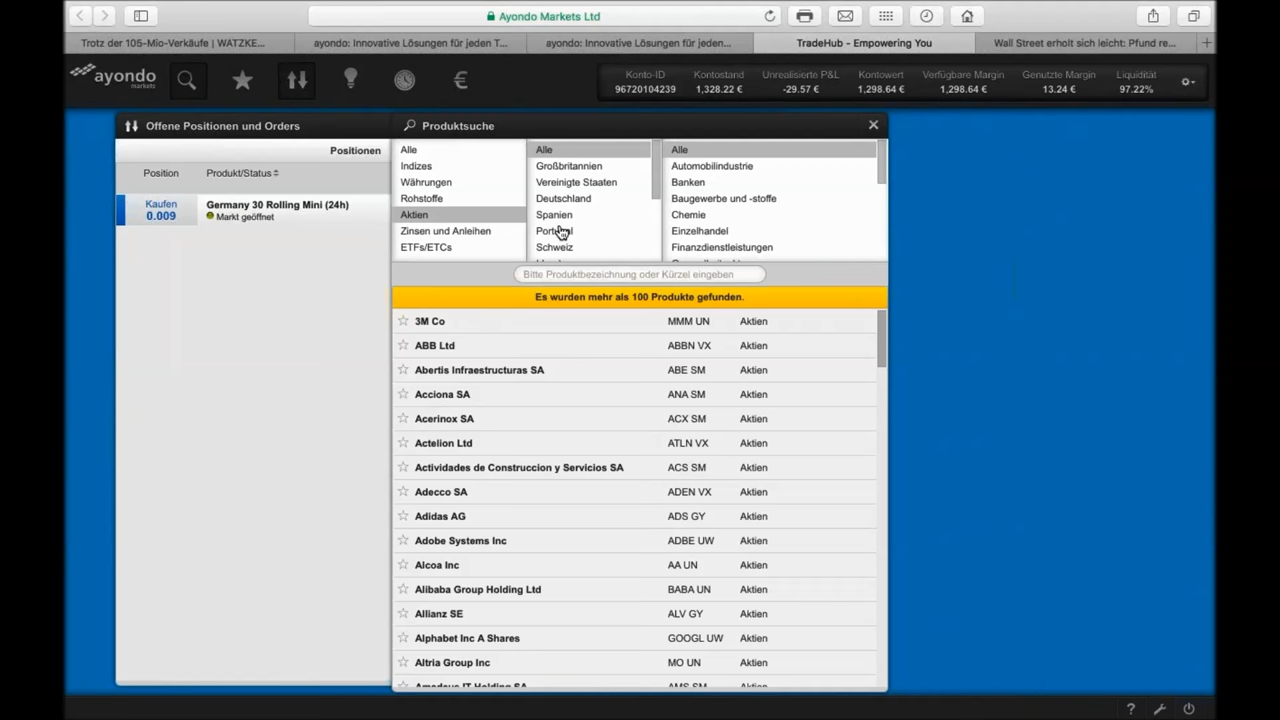 Ayondo Markets Ltd
Trotz der 105-Mio-Verkäufe | WATZKE...
ayondo: Innovative Lösungen für jeden T...
ayondo: Innovative Lösungen für jeden...
TradeHub - Empowering You
Wall Street erholt sich leicht: Pfund re...
ayondo
markets
€
Konto-ID
96720104239
Kontostand
1,328.22 €
Unrealisierte P&L
-29.57 €
Kontowert
1,298.64 €
Verfügbare Margin
1,298.64 €
Genutzte Margin
13.24 €
Liquidität
97.22%
Offene Positionen und Orders
Positionen
Position
Produkt/Status
Kaufen
0.009
Germany 30 Rolling Mini (24h)
Markt geöffnet
Produktsuche
Alle
Indizes
Währungen
Rohstoffe
Aktien
Zinsen und Anleihen
ETFs/ETCs
Alle
Großbritannien
Vereinigte Staaten
Deutschland
Spanien
Schweiz
Alle
Automobilindustrie
Banken
Baugewerbe und -stoffe
Chemie
Einzelhandel
Finanzdienstleistungen
Bitte Produktbezeichnung oder Kürzel eingeben
Es wurden mehr als 100 Produkte gefunden.
3M Co MMM UN Aktien
ABB Ltd ABBN VX Aktien
Abertis Infraestructuras SA ABE SM Aktien
Acciona SA ANA SM Aktien
Acerinox SA ACX SM Aktien
Actelion Ltd ATLN VX Aktien
Actividades de Construccion y Servicios SA ACS SM Aktien
Adecco SA ADEN VX Aktien
Adidas AG ADS GY Aktien
Adobe Systems Inc ADBE UW Aktien
Alcoa Inc AA UN Aktien
Alibaba Group Holding Ltd BABA UN Aktien
Allianz SE ALV GY Aktien
Alphabet Inc A Shares GOOGL UW Aktien
Altria Group Inc MO UN Aktien
Amadeus IT Holding SA AMS SM Aktien
?